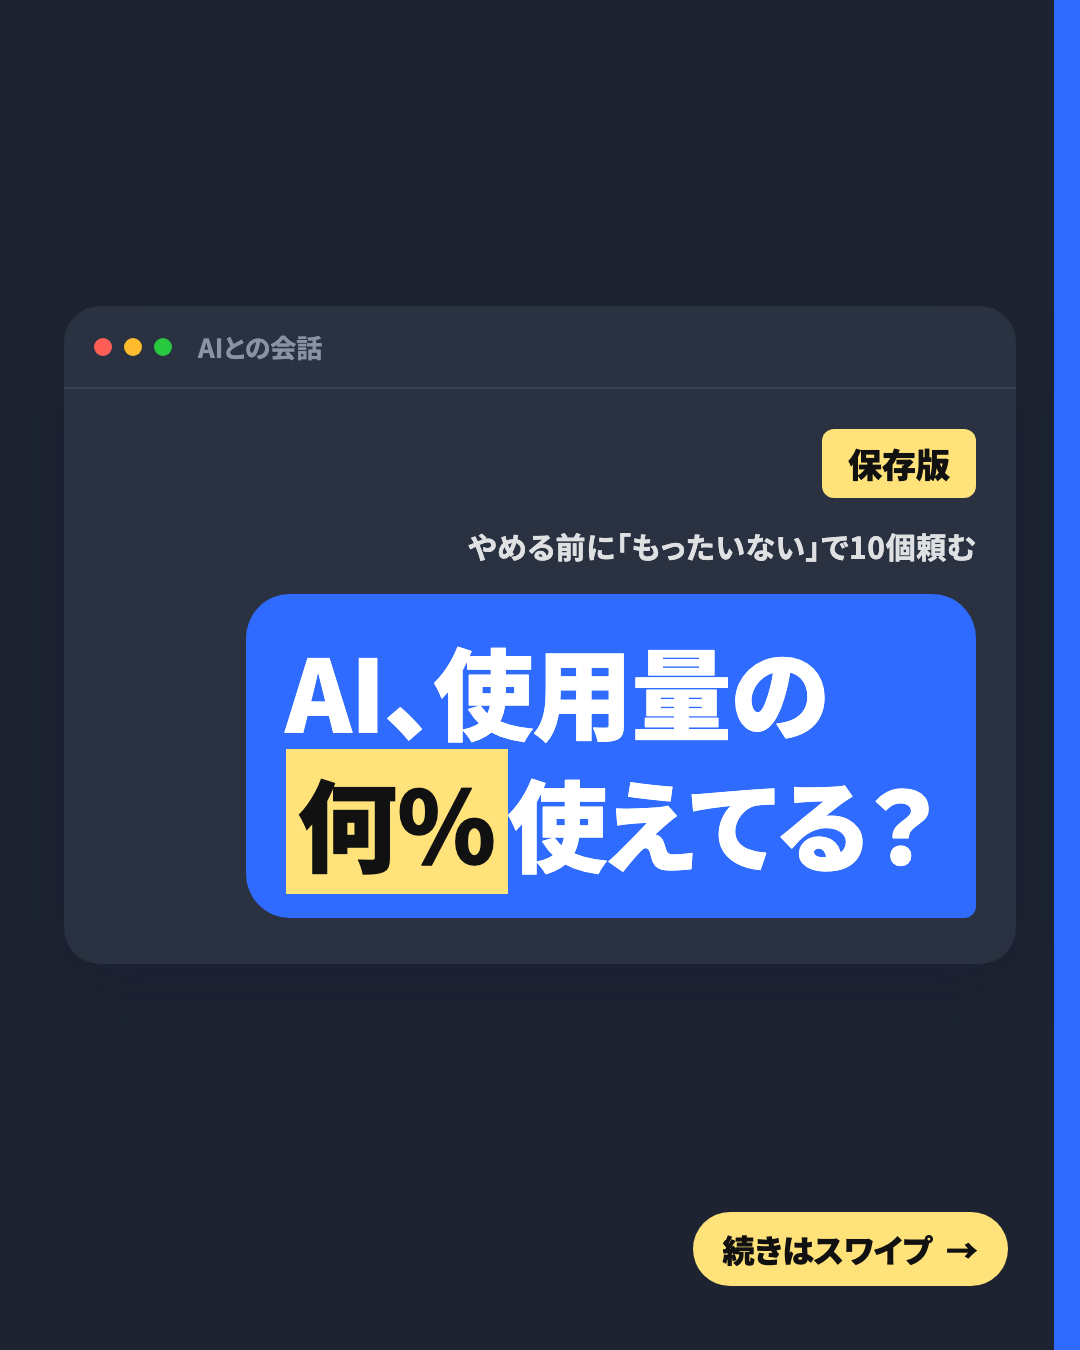 AIとの会話
保存版
やめる前に「もったいない」で10個頼む
AI、使用量の
何%使えてる？
続きはスワイプ →